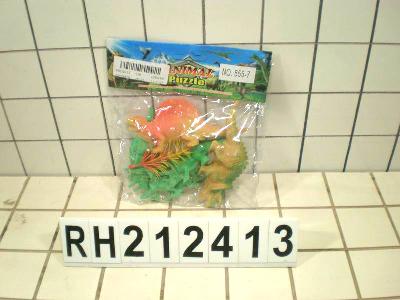 ANIMAL
Puzzle
NO. 555-7
RH212413